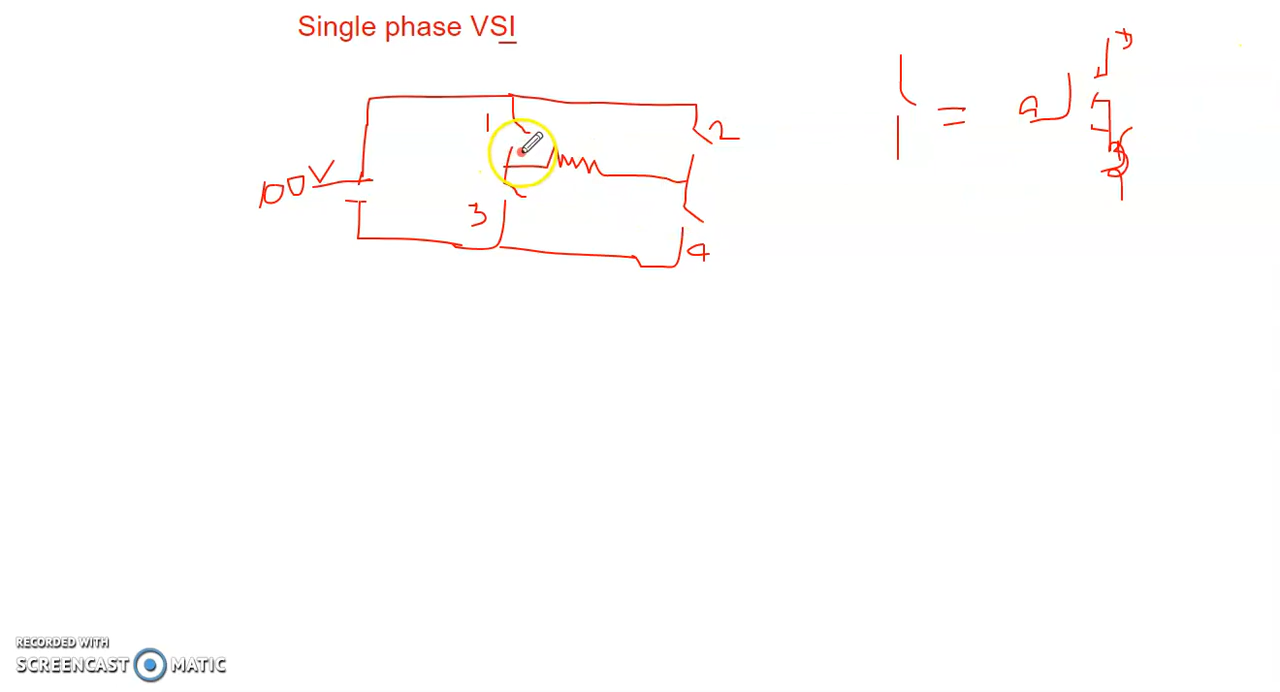 Single phase VSI
1
2
100V
3
4
=
RECORDED WITH
SCREENCAST MATIC